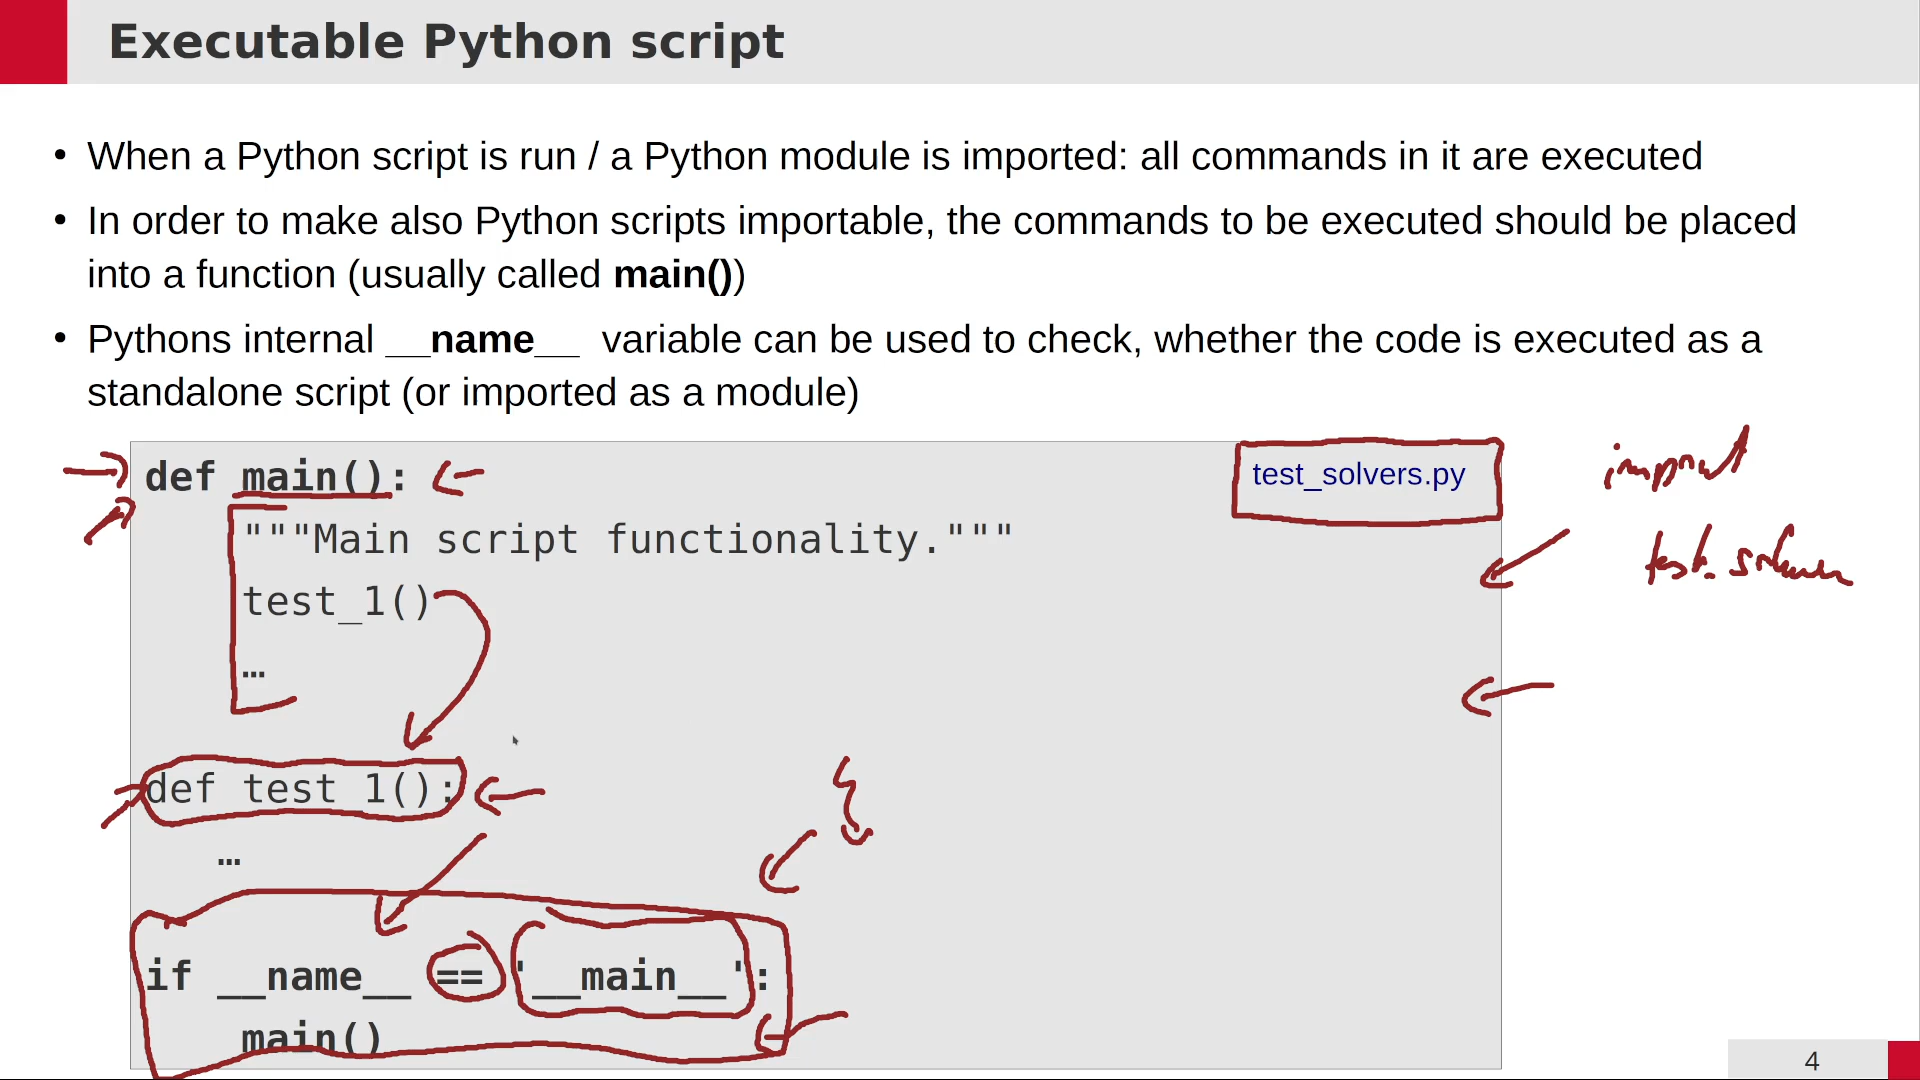 Executable Python script
• When a Python script is run / a Python module is imported: all commands in it are executed
• In order to make also Python scripts importable, the commands to be executed should be placed
into a function (usually called main())
• Pythons internal __name__ variable can be used to check, whether the code is executed as a
standalone script (or imported as a module)
def main():
test_solvers.py
import
"""Main script functionality."""
test_1()
…
def test_1():
…
if __name__ == '__main__':
main()
4